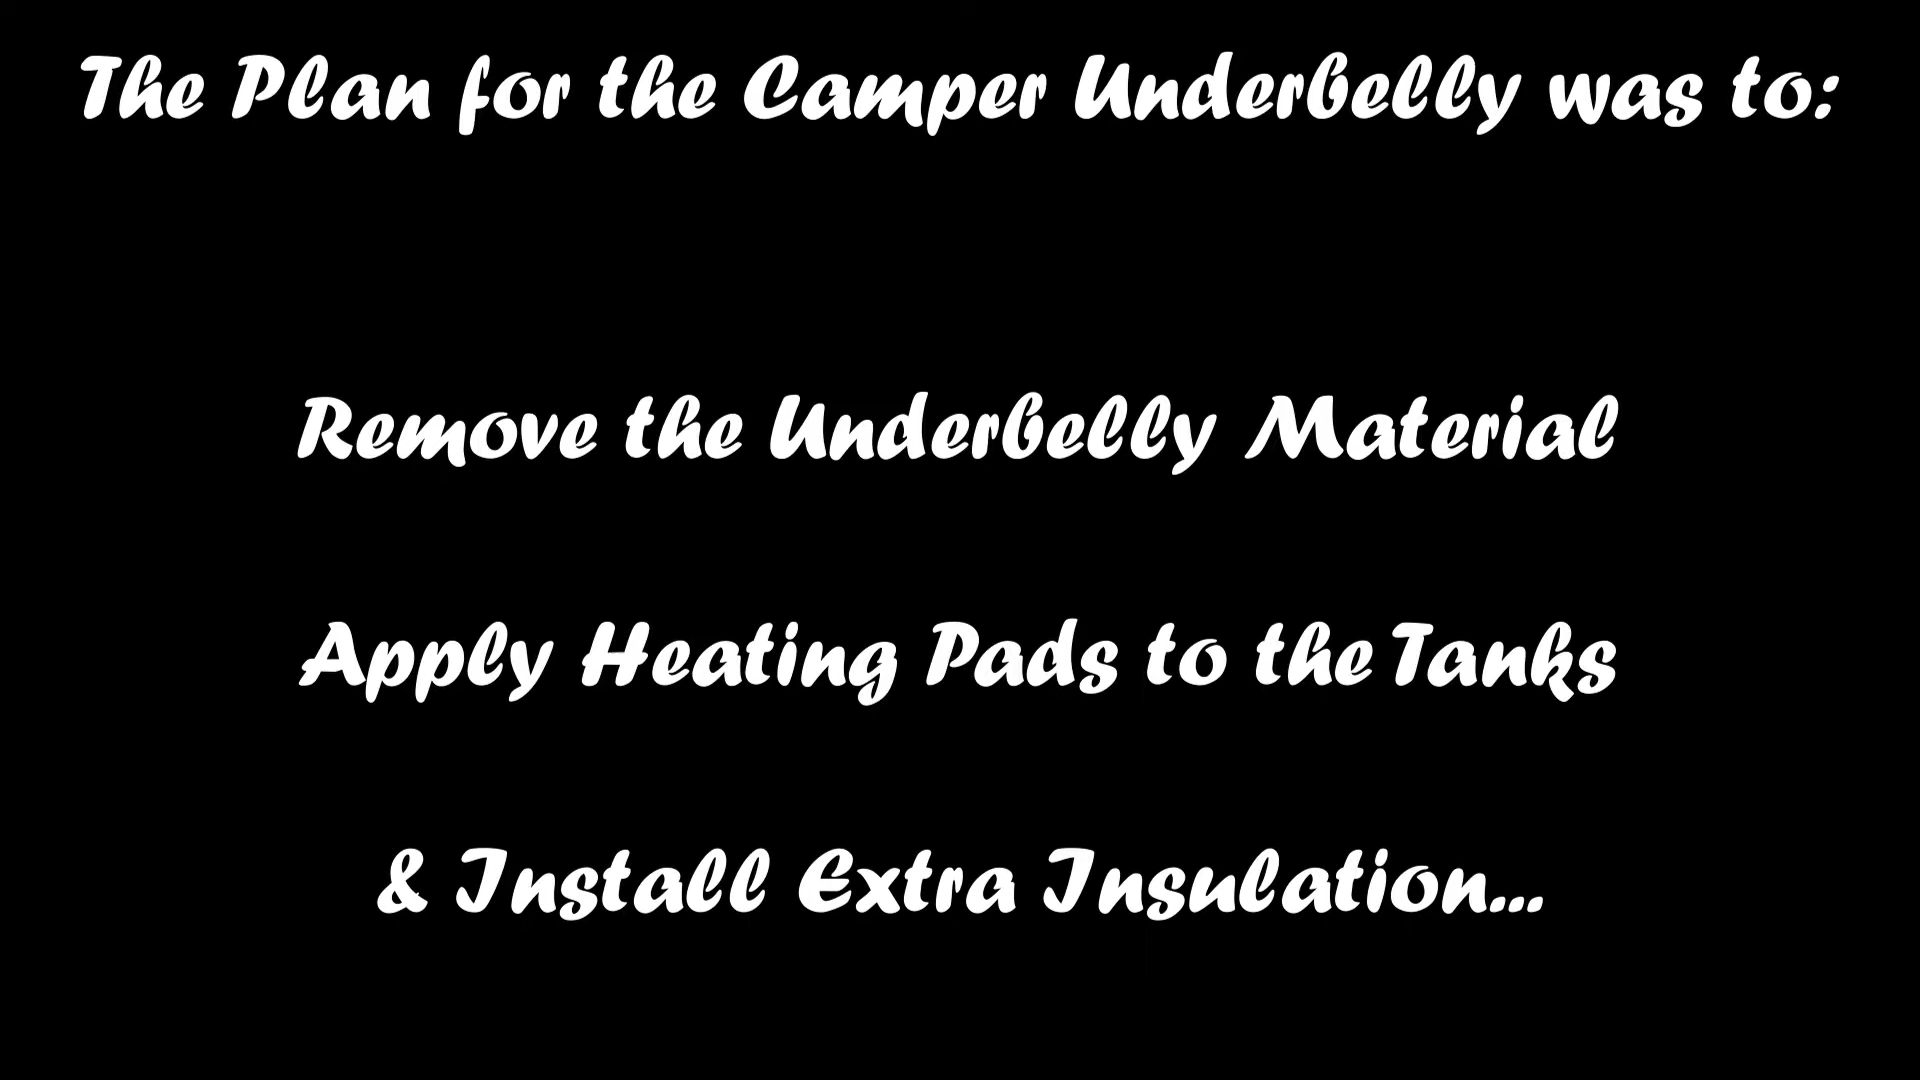 The Plan for the Camper Underbelly was to:
Remove the Underbelly Material
Apply Heating Pads to the Tanks
& Install Extra Insulation...